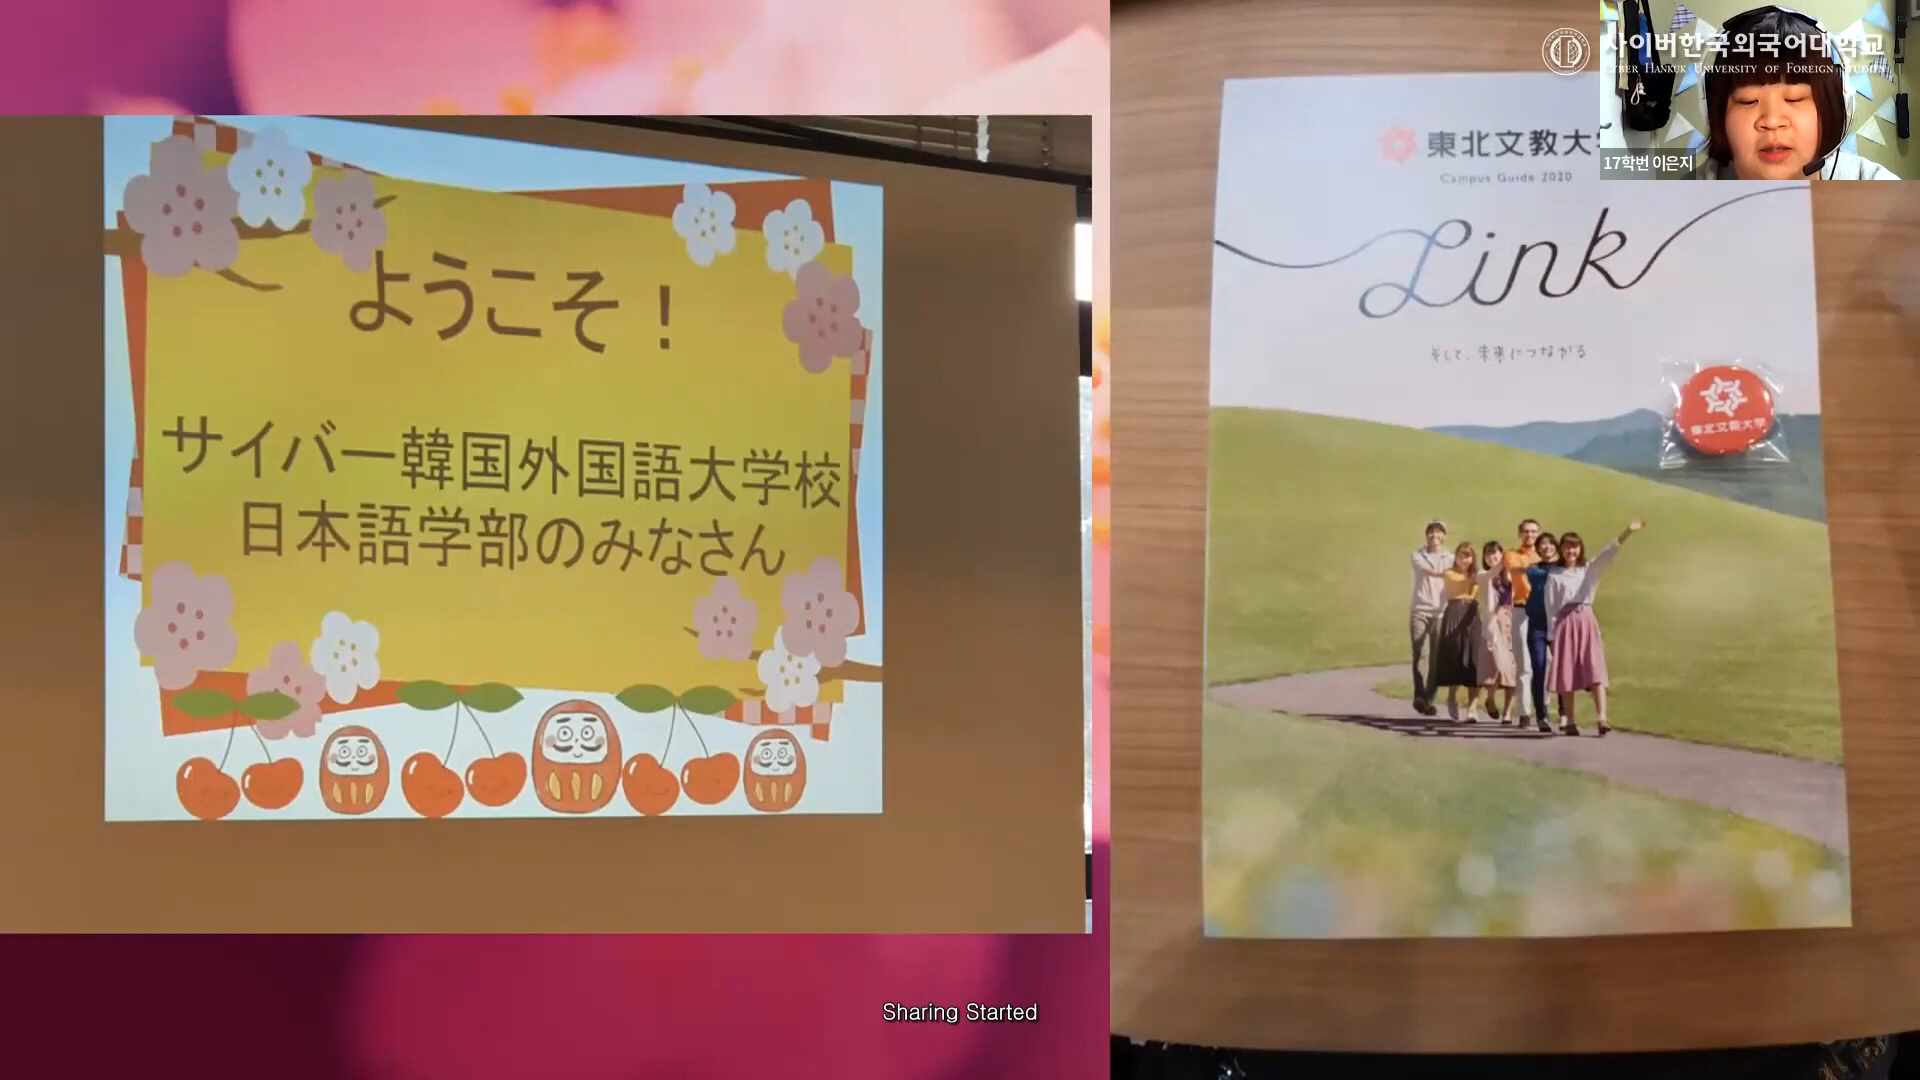 ようこそ！
サイバー韓国外国語大学校
日本語学部のみなさん
Sharing Started
東北文教大
Campus Guide 2020
Link
そして、未来につながる
東北文教大学
사이버한국외국어대학교
CYBER HANKUK UNIVERSITY OF FOREIGN STUDIES
17학번 이은지